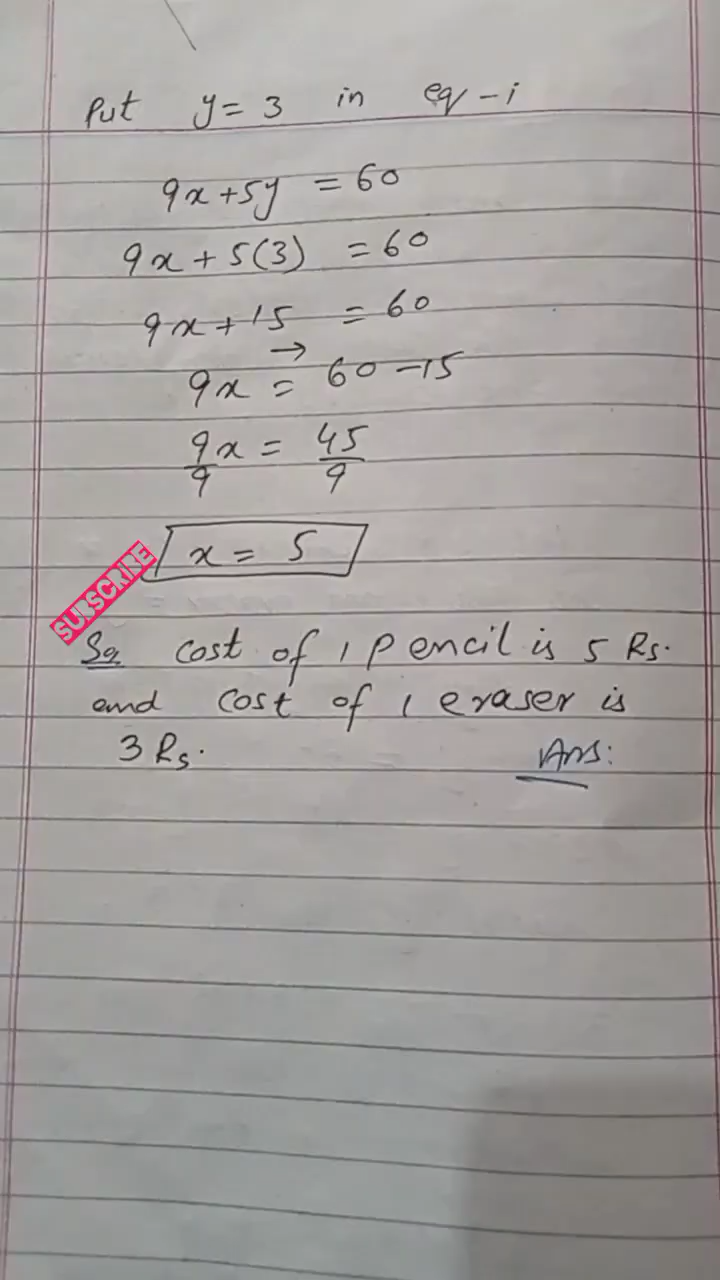 Put y = 3 in eq - i
9x + 5y = 60
9x + 5(3) = 60
9x + 15 = 60
→
9x = 60 - 15
9x = 45
9 9
x = 5
SUBSCRIBE
So, cost of 1 pencil is 5 Rs.
and cost of 1 eraser is
3 Rs. Ans: